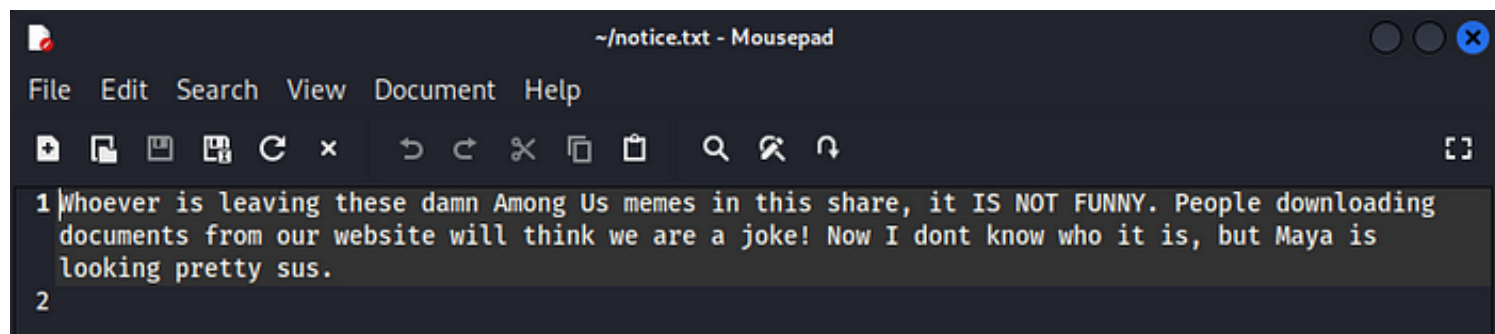 ~/notice.txt - Mousepad
File Edit Search View Document Help
1 Whoever is leaving these damn Among Us memes in this share, it IS NOT FUNNY. People downloading
documents from our website will think we are a joke! Now I dont know who it is, but Maya is
looking pretty sus.
2